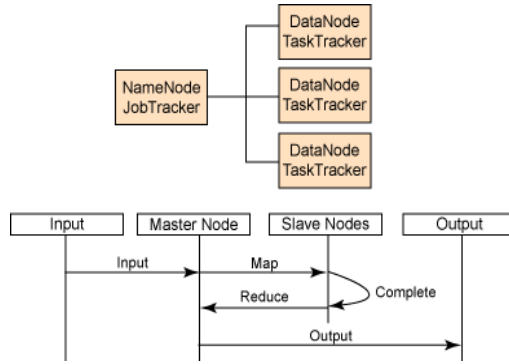 DataNode
TaskTracker
NameNode
JobTracker
DataNode
TaskTracker
DataNode
TaskTracker
Input
Master Node
Slave Nodes
Output
Input
Map
Complete
Reduce
Output